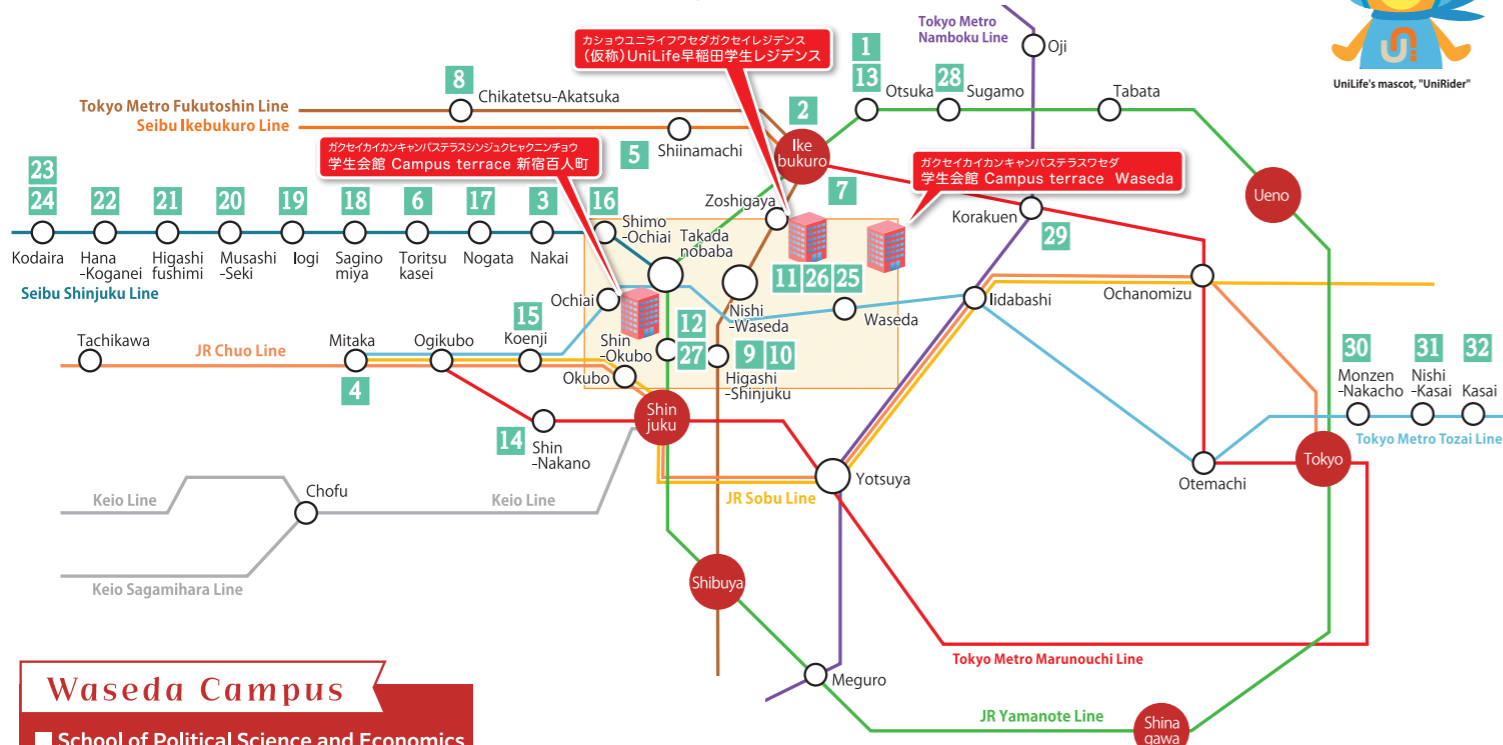 Tokyo Metro
Namboku Line
Oji
UniLife's mascot, "UniRider"
カショウユニライフワセダガクセイレジデンス
(仮称)UniLife早稲田学生レジデンス
1
13
Otsuka
28
Sugamo
Tabata
8
Chikatetsu-Akatsuka
Tokyo Metro Fukutoshin Line
Seibu Ikebukuro Line
2
Ike
bukuro
5
Shiinamachi
ガクセイカイカンキャンパステラスシンジュクヒャクニンチョウ
学生会館 Campus terrace 新宿百人町
ガクセイカイカンキャンパステラスワセダ
学生会館 Campus terrace Waseda
7
Zoshigaya
Korakuen
29
Ueno
23
24
22
21
20
19
18
6
17
3
16
Shimo
-Ochiai
Takada
nobaba
Kodaira
Hana
-Koganei
Higashi
fushimi
Musashi
-Seki
Iogi
Sagino
miya
Toritsu
kasei
Nogata
Nakai
Seibu Shinjuku Line
Ochiai
11
26
25
Nishi
-Waseda
Waseda
Iidabashi
Ochanomizu
Tachikawa
JR Chuo Line
Mitaka
4
Ogikubo
15
Koenji
Shin
-Okubo
Okubo
12
27
9
10
Higashi
-Shinjuku
30
Monzen
-Nakacho
31
Nishi
-Kasai
32
Kasai
Tokyo Metro Tozai Line
Shin
juku
14
Shin
-Nakano
Yotsuya
Otemachi
Tokyo
Keio Line
Chofu
Keio Line
JR Sobu Line
Keio Sagamihara Line
Shibuya
Tokyo Metro Marunouchi Line
Meguro
JR Yamanote Line
Shina
gawa
Waseda Campus
School of Political Science and Economics